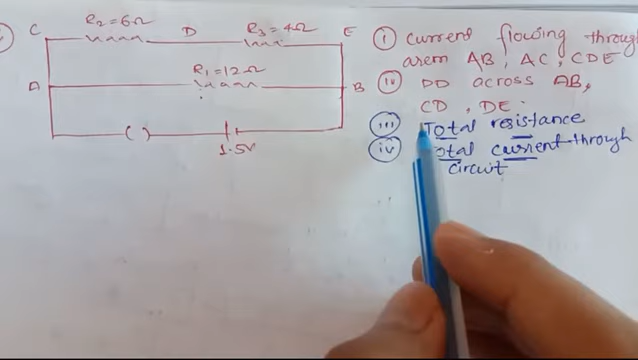 C R₂=6Ω D R₃=4Ω E
R₁=12Ω
A B
( )
1.5V
(i) current flowing through
arem AB, AC, CDE
(ii) PD across AB,
CD, DE.
(iii) Total resistance
(iv) Total current through
circuit